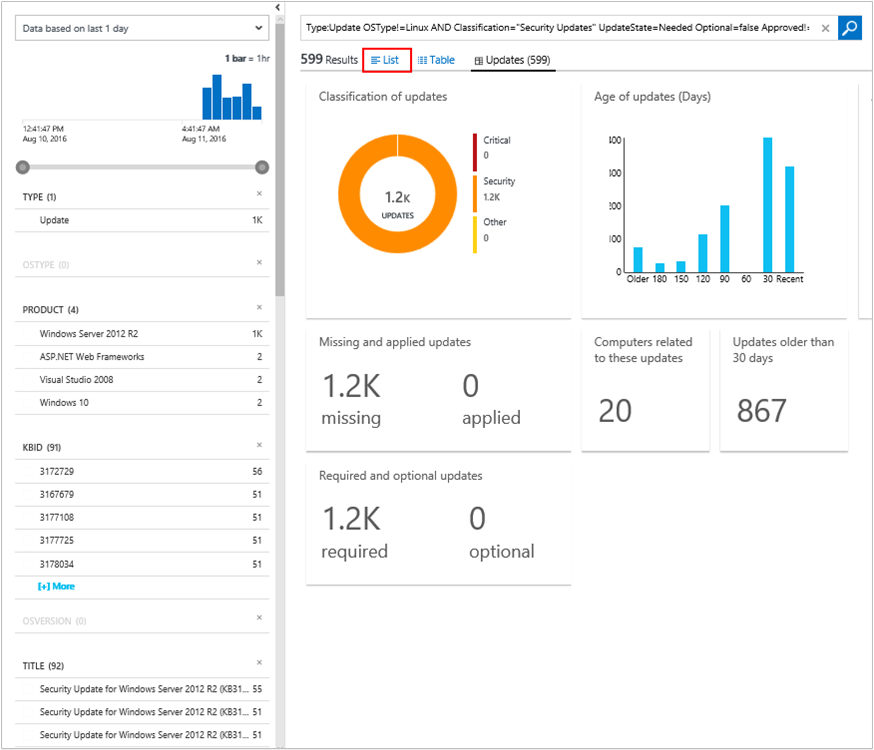 Data based on last 1 day
1 bar = 1hr
12:41:47 PM
Aug 10, 2016
4:41:47 AM
Aug 11, 2016
TYPE (1)
Update 1K
OSTYPE (0)
PRODUCT (4)
Windows Server 2012 R2 1K
ASP.NET Web Frameworks 2
Visual Studio 2008 2
Windows 10 2
KBID (91)
3172729 56
3167679 51
3177108 51
3177725 51
3178034 51
[+] More
OSVERSION (0)
TITLE (92)
Security Update for Windows Server 2012 R2 (KB31... 55
Security Update for Windows Server 2012 R2 (KB31... 51
Security Update for Windows Server 2012 R2 (KB31... 51
Type:Update OSType!=Linux AND Classification="Security Updates" UpdateState=Needed Optional=false Approved!=
599 Results List Table Updates (599)
Classification of updates
1.2K
UPDATES
Critical
0
Security
1.2K
Other
0
Age of updates (Days)
400
300
200
100
0
Older 180 150 120 90 60 30 Recent
Missing and applied updates
1.2K 0
missing applied
Computers related
to these updates
20
Updates older than
30 days
867
Required and optional updates
1.2K 0
required optional